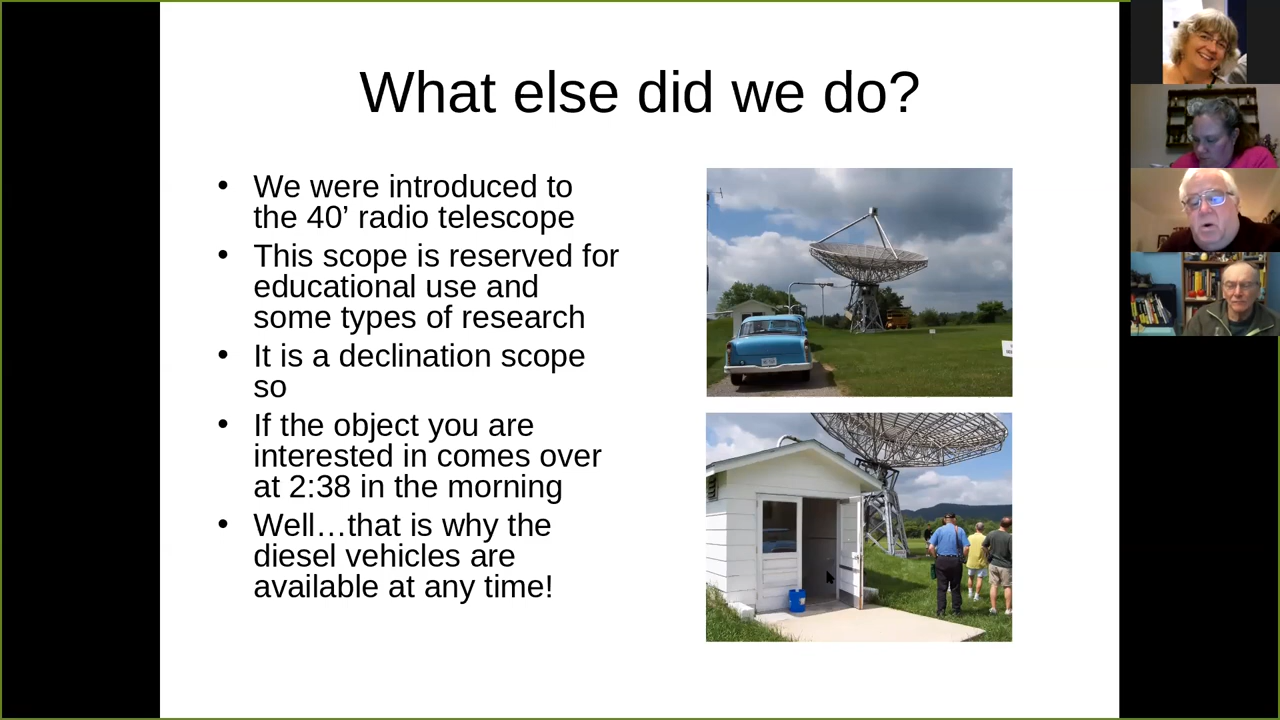 What else did we do?
• We were introduced to
the 40’ radio telescope
• This scope is reserved for
educational use and
some types of research
• It is a declination scope
so
• If the object you are
interested in comes over
at 2:38 in the morning
• Well…that is why the
diesel vehicles are
available at any time!